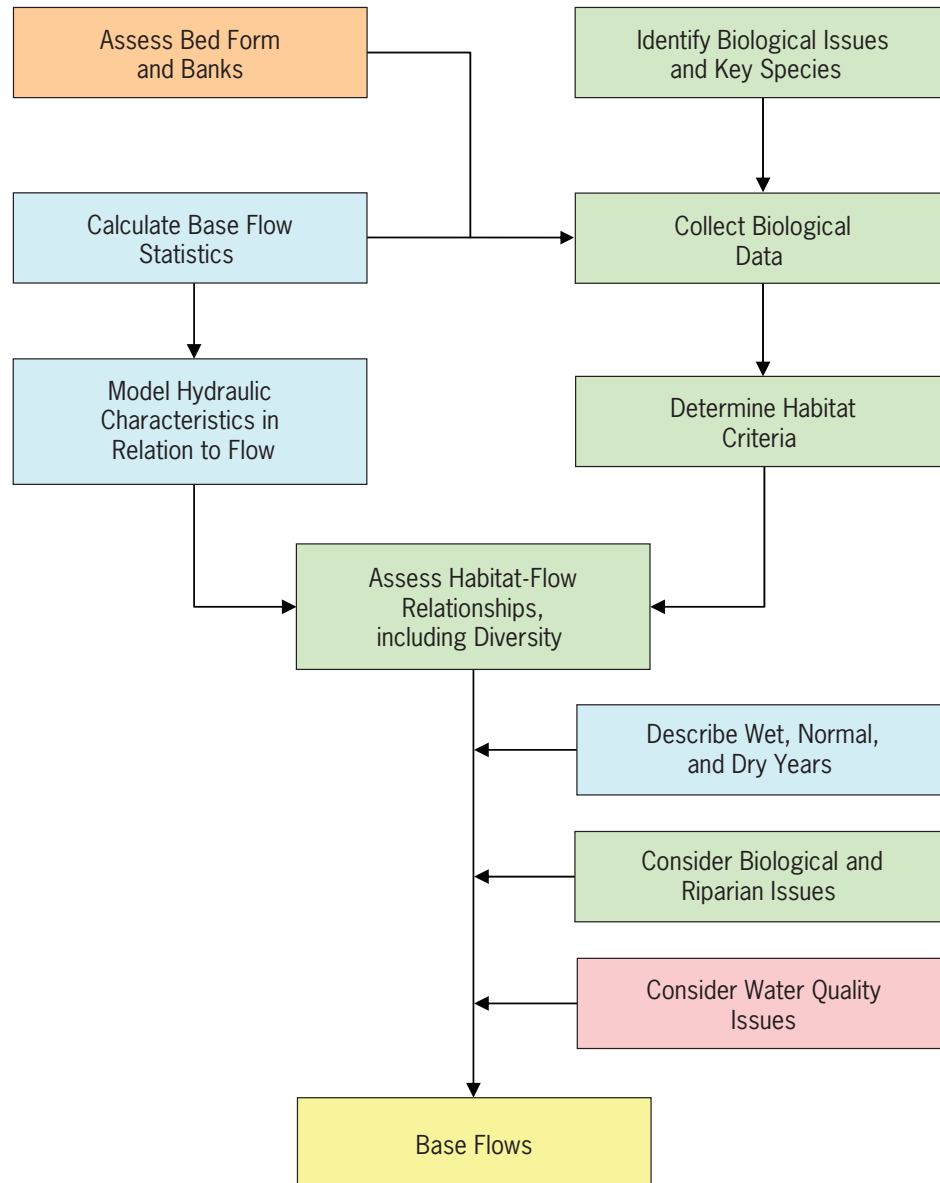 Assess Bed Form
and Banks
Identify Biological Issues
and Key Species
Calculate Base Flow
Statistics
Collect Biological
Data
Model Hydraulic
Characteristics in
Relation to Flow
Determine Habitat
Criteria
Assess Habitat-Flow
Relationships,
including Diversity
Describe Wet, Normal,
and Dry Years
Consider Biological and
Riparian Issues
Consider Water Quality
Issues
Base Flows